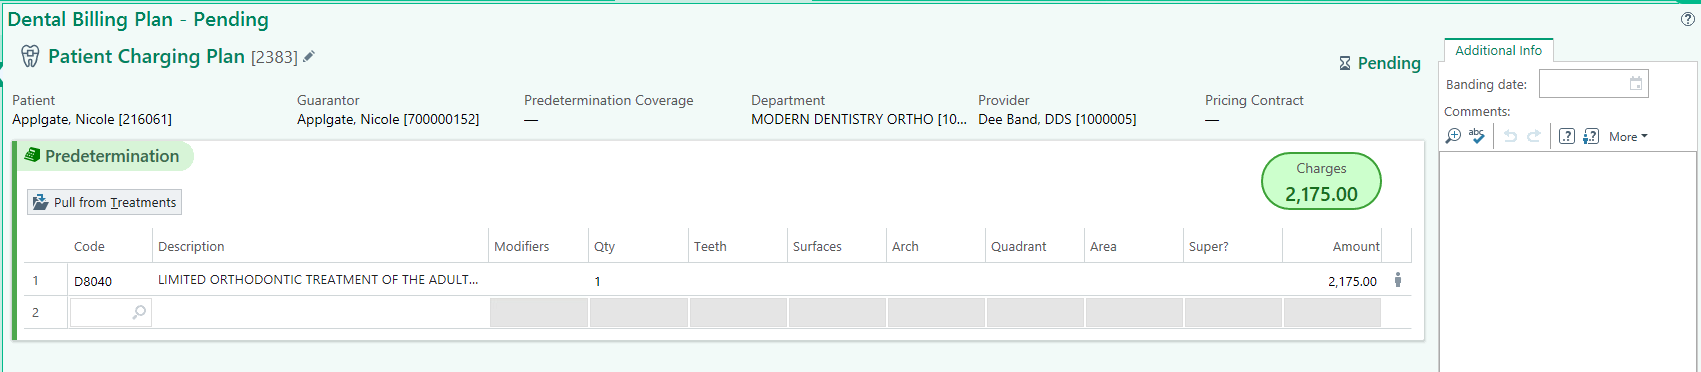 Dental Billing Plan - Pending
Patient Charging Plan [2383]
Pending
Patient
Applgate, Nicole [216061]
Guarantor
Applgate, Nicole [700000152]
Predetermination Coverage
—
Department
MODERN DENTISTRY ORTHO [10...
Provider
Dee Band, DDS [1000005]
Pricing Contract
—
Predetermination
Charges
2,175.00
Pull from Treatments
Code Description Modifiers Qty Teeth Surfaces Arch Quadrant Area Super? Amount
1 D8040 LIMITED ORTHODONTIC TREATMENT OF THE ADULT... 1 2,175.00
2
Additional Info
Banding date:
Comments:
abc
More